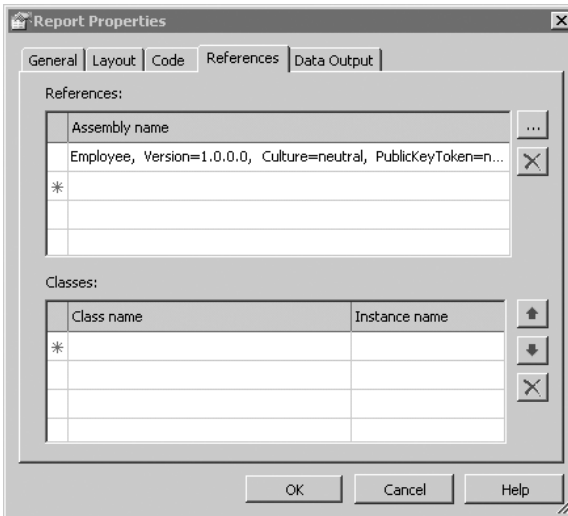 Report Properties
General Layout Code References Data Output
References:
Assembly name
...
Employee, Version=1.0.0.0, Culture=neutral, PublicKeyToken=n...
Classes:
Class name Instance name
OK Cancel Help